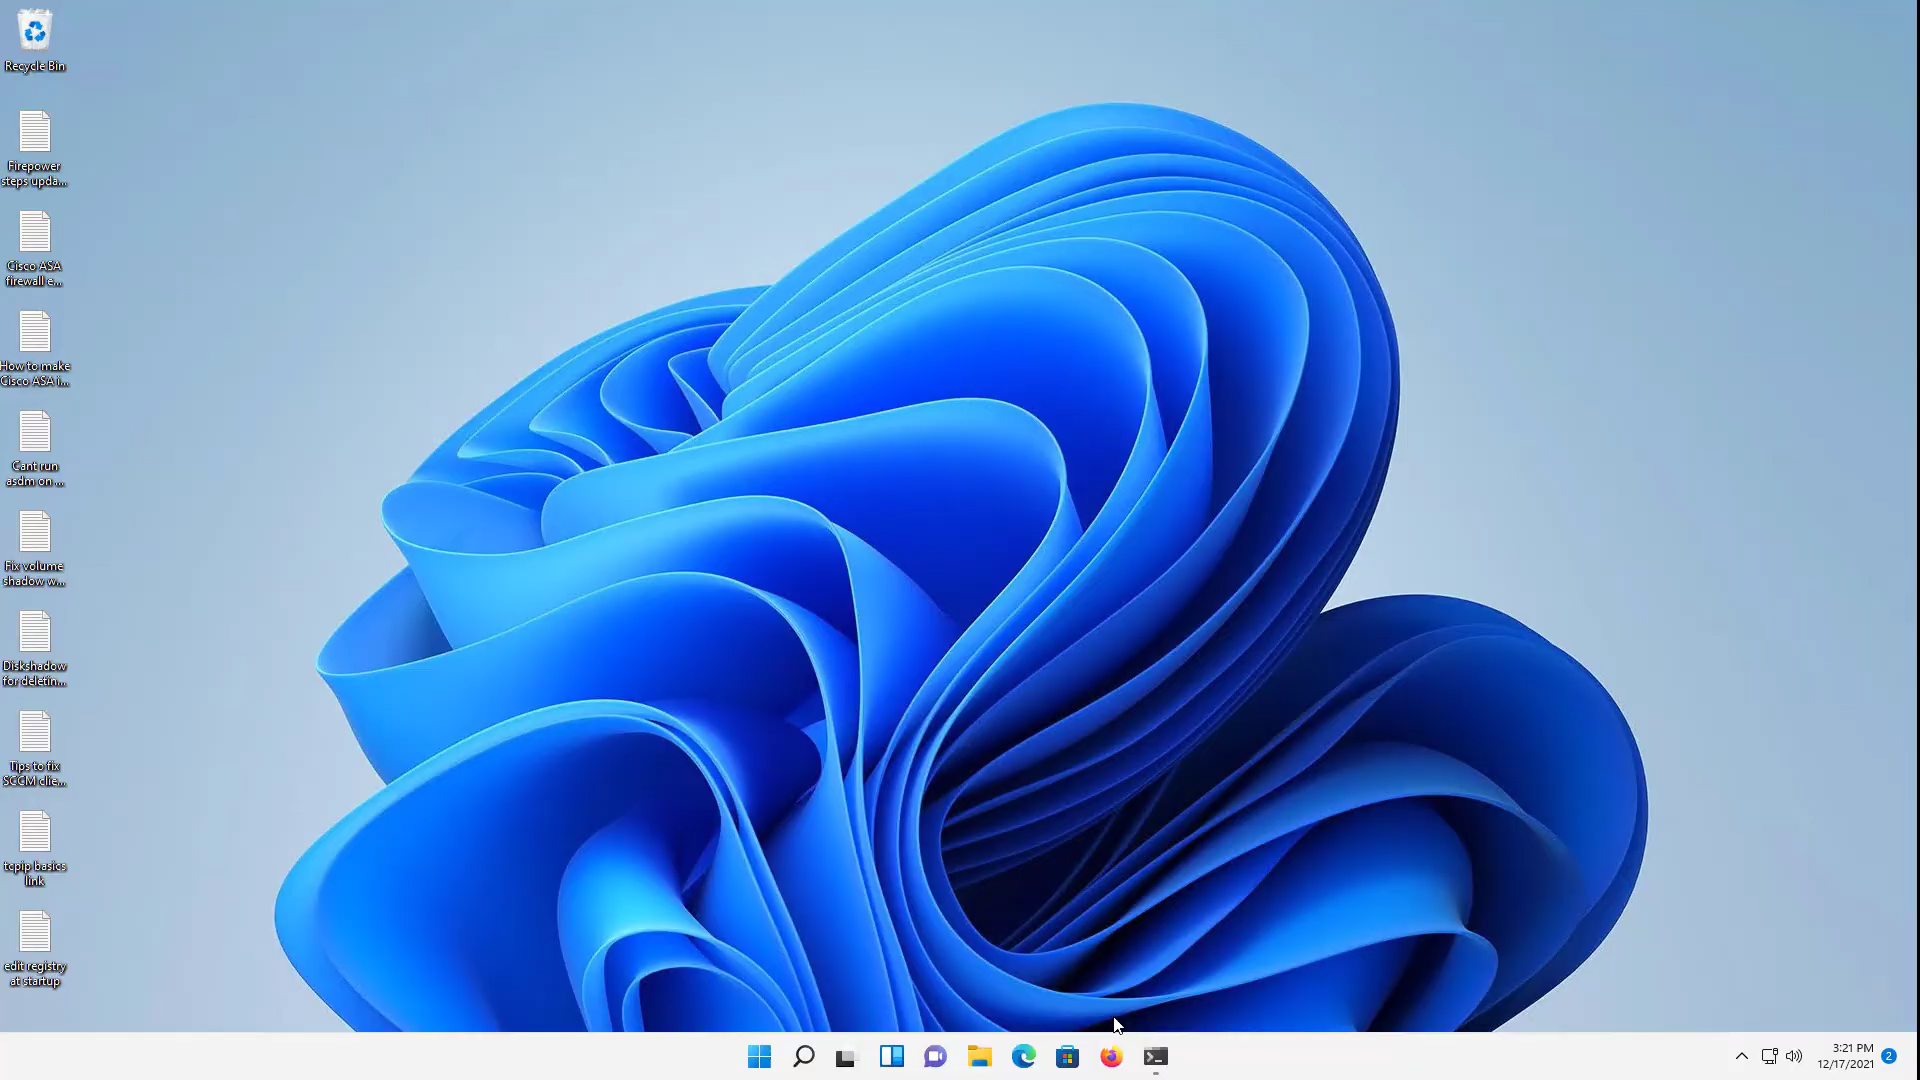 Recycle Bin
Firepower
steps upda...
Cisco ASA
firewall e...
How to make
Cisco ASA i...
Cant run
asdm on ...
Fix volume
shadow w...
Diskshadow
for deletin...
Tips to fix
SCCM clie...
tcpip basics
link
edit registry
at startup
3:21 PM
12/17/2021
2